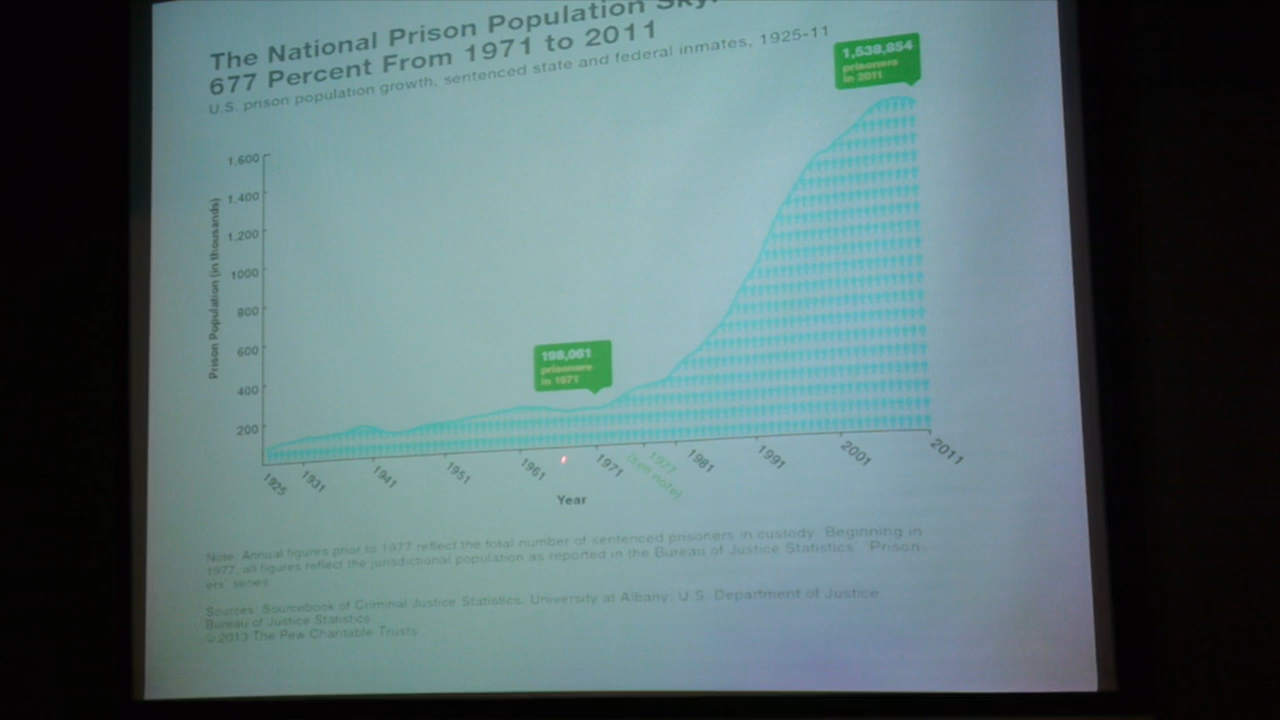 The National Prison Population
677 Percent From 1971 to 2011
U.S. prison population growth, sentenced state and federal inmates, 1925-11
1,538,854
prisoners
in 2011
Prison Population (in thousands)
1,600
1,400
1,200
1000
800
600
400
200
198,061
prisoners
in 1971
1925
1931
1941
1951
1961
1971
1977
(see note)
1981
1991
2001
2011
Year
Note: Annual figures prior to 1977 reflect the total number of sentenced prisoners in custody. Beginning in
1977, all figures reflect the jurisdictional population as reported in the Bureau of Justice Statistics' "Prison-
ers" series.
Sources: Sourcebook of Criminal Justice Statistics, University at Albany; U.S. Department of Justice
Bureau of Justice Statistics
© 2013 The Pew Charitable Trusts